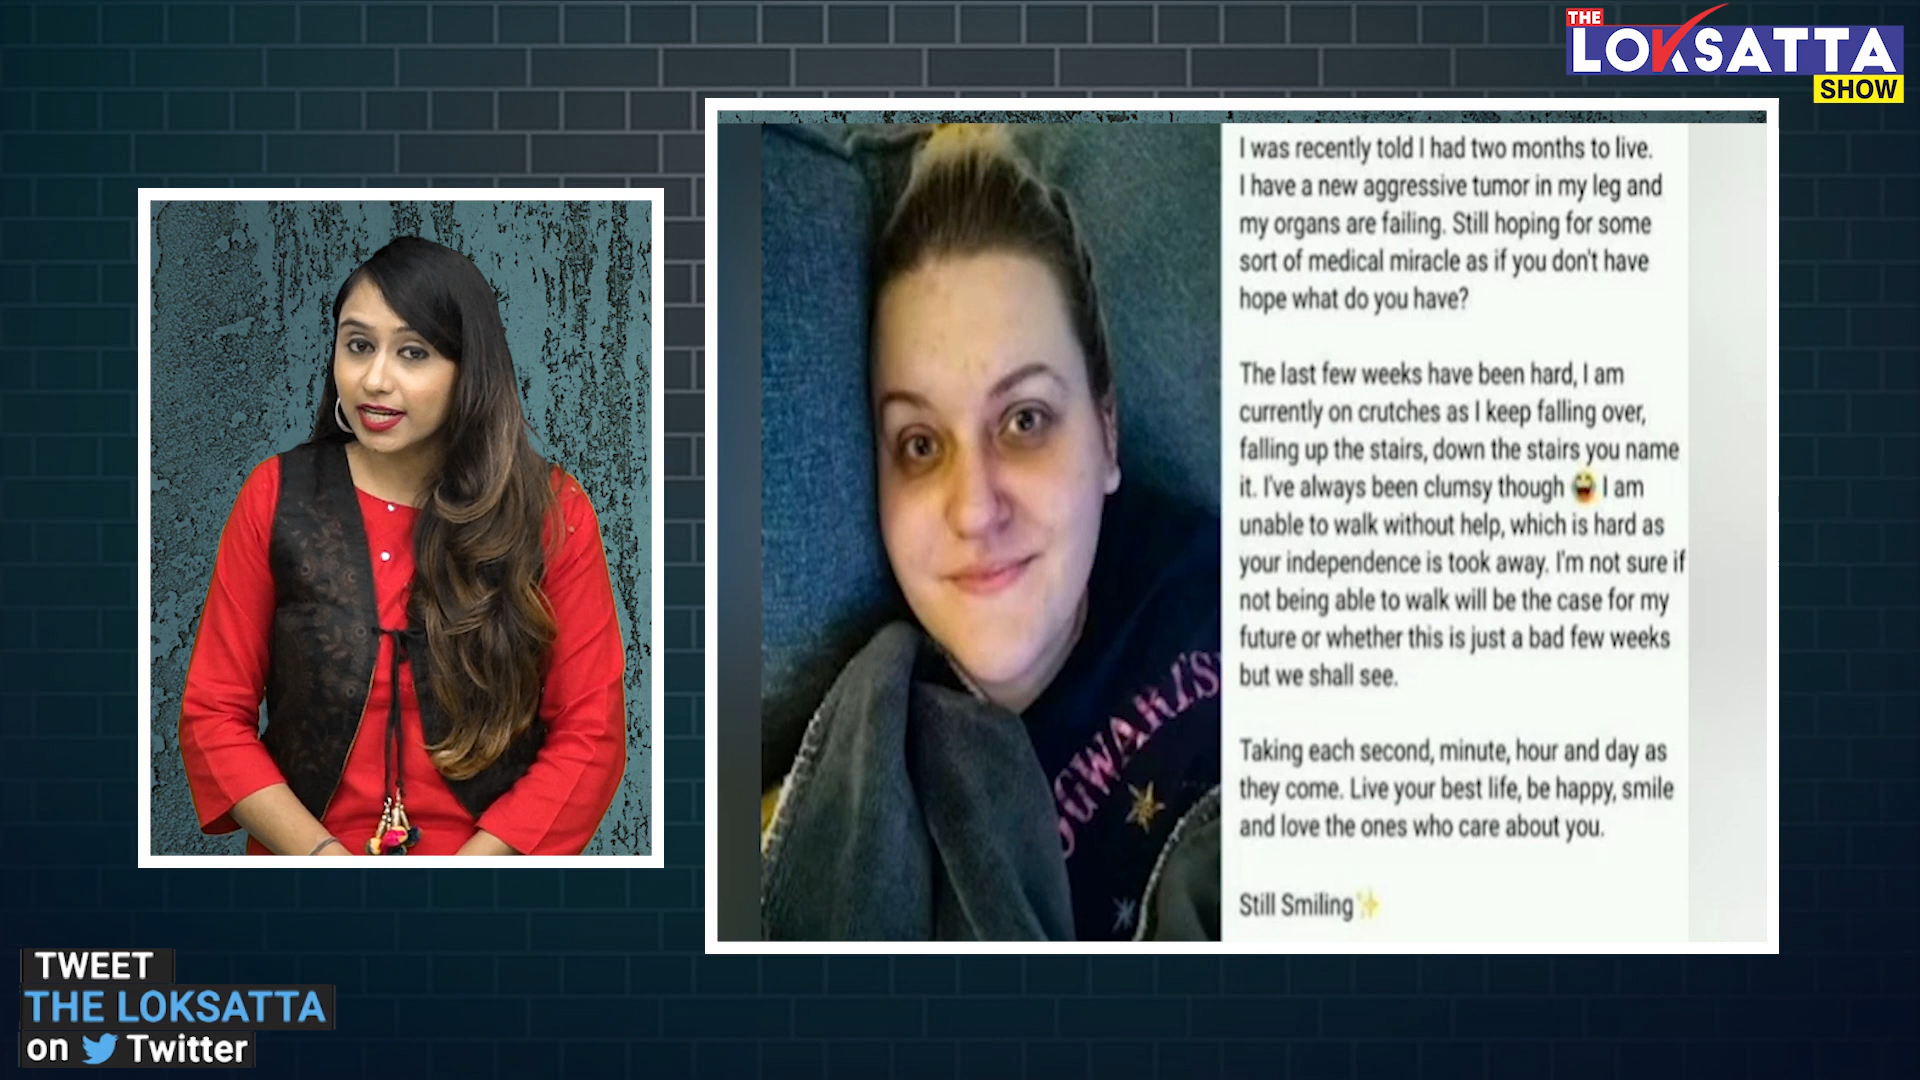 THE
LOKSATTA
SHOW
I was recently told I had two months to live.
I have a new aggressive tumor in my leg and
my organs are failing. Still hoping for some
sort of medical miracle as if you don't have
hope what do you have?
The last few weeks have been hard, I am
currently on crutches as I keep falling over,
falling up the stairs, down the stairs you name
it. I've always been clumsy though 😆 I am
unable to walk without help, which is hard as
your independence is took away. I'm not sure if
not being able to walk will be the case for my
future or whether this is just a bad few weeks
but we shall see.
Taking each second, minute, hour and day as
they come. Live your best life, be happy, smile
and love the ones who care about you.
Still Smiling✨
OGWARTS
TWEET
THE LOKSATTA
on Twitter